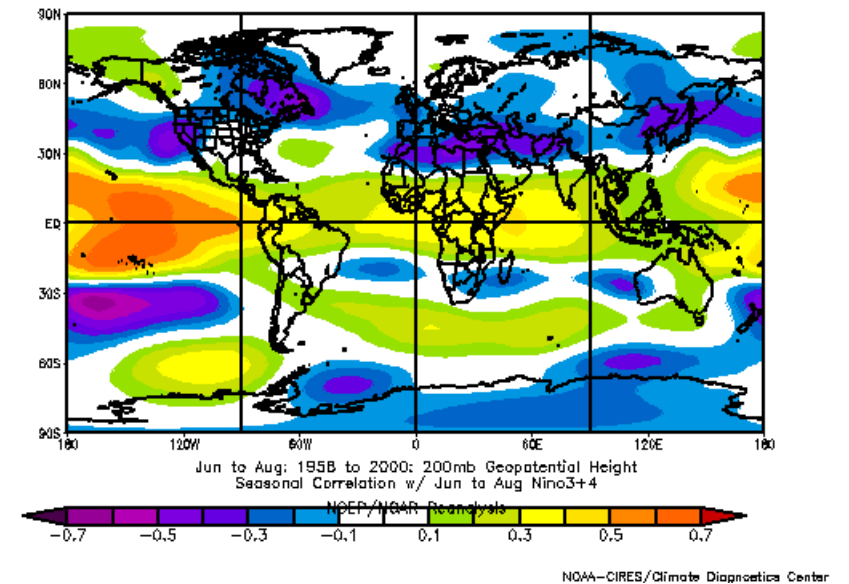 90N
60N
30N
EQ
30S
60S
90S
180 120W 60W 0 60E 120E 180
Jun to Aug: 1958 to 2000: 200mb Geopotential Height
Seasonal Correlation w/ Jun to Aug Nino3+4
NCEP/NCAR Reanalysis
-0.7 -0.5 -0.3 -0.1 0.1 0.3 0.5 0.7
NOAA-CIRES/Climate Diagnostics Center